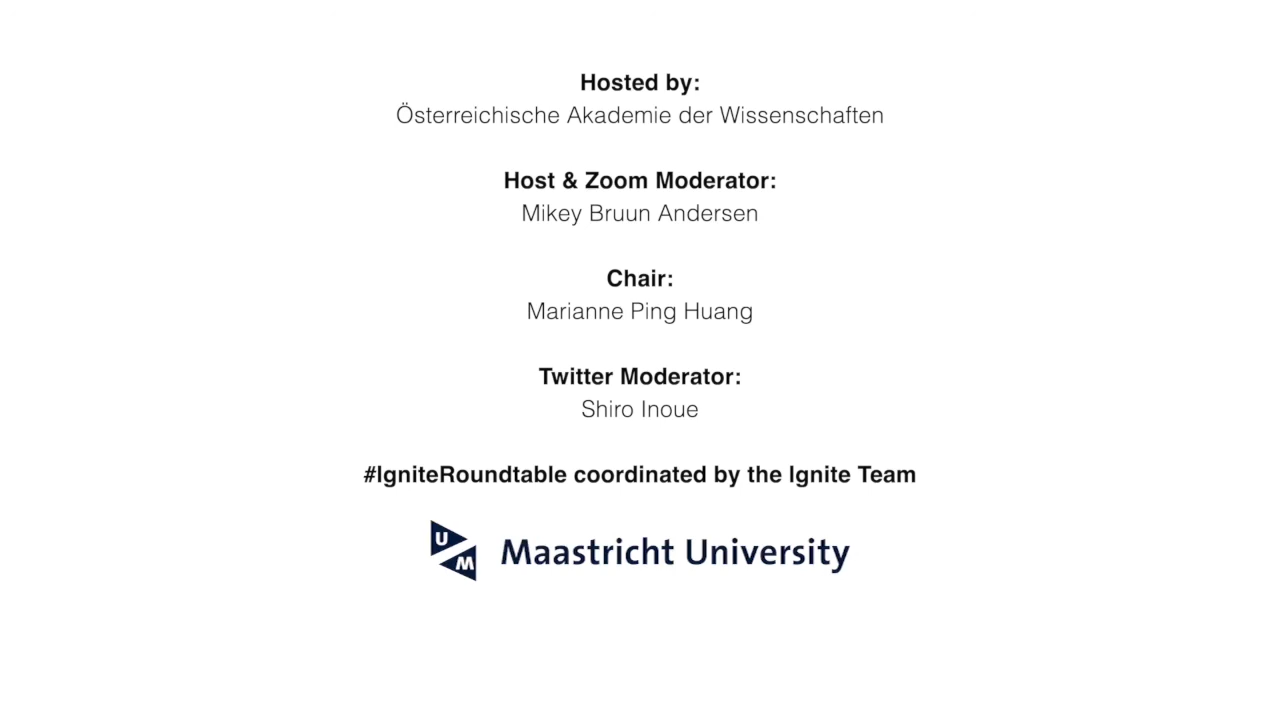 Hosted by:
Österreichische Akademie der Wissenschaften
Host & Zoom Moderator:
Mikey Bruun Andersen
Chair:
Marianne Ping Huang
Twitter Moderator:
Shiro Inoue
#IgniteRoundtable coordinated by the Ignite Team
UM Maastricht University